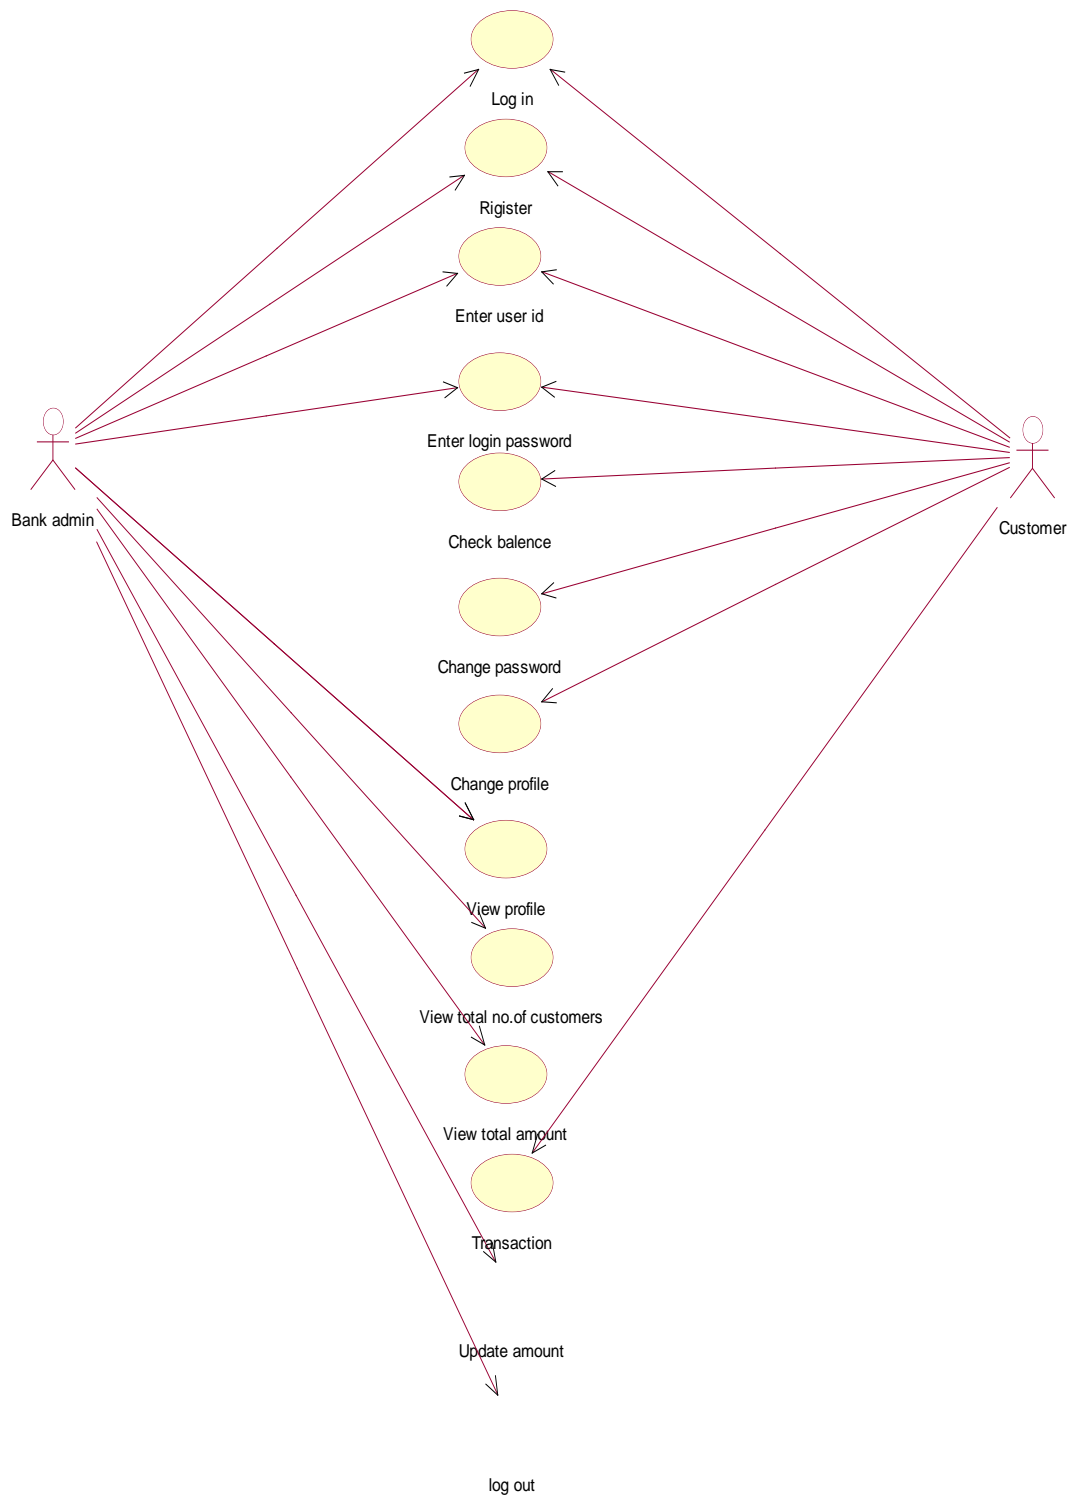 Log in
Rigister
Enter user id
Enter login password
Bank admin
Customer
Check balence
Change password
Change profile
View profile
View total no.of customers
View total amount
Transaction
Update amount
log out